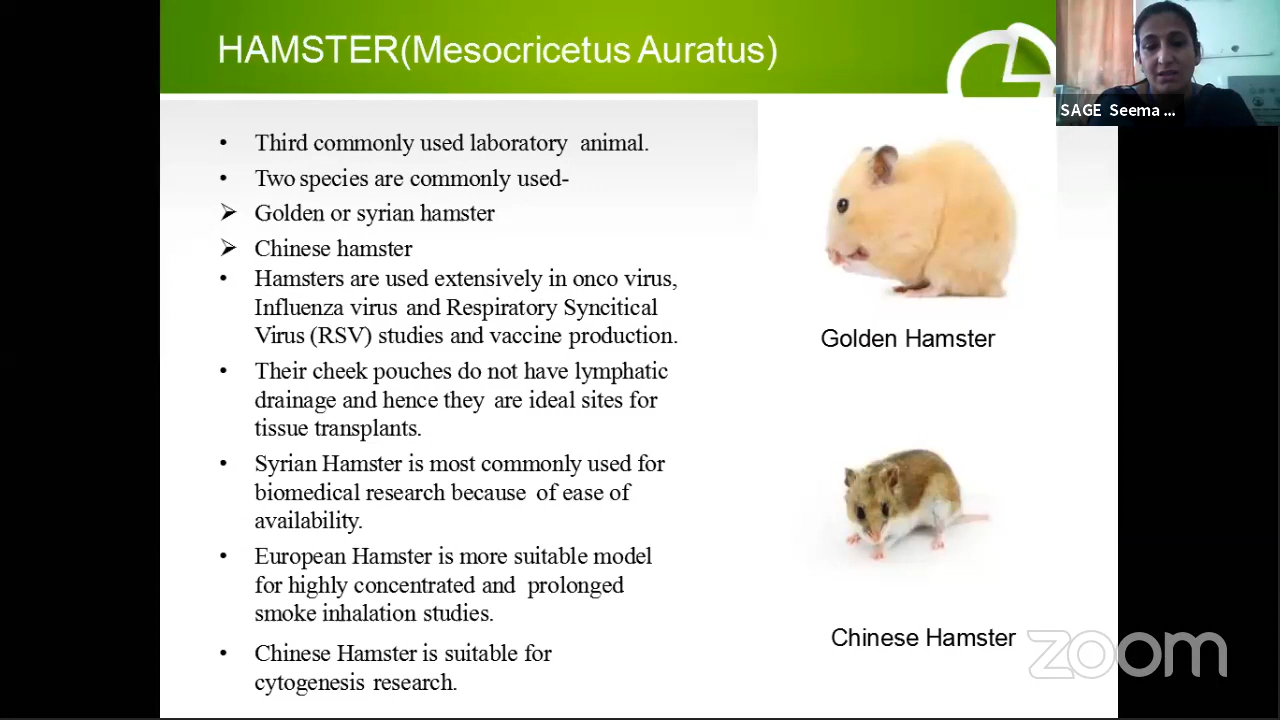 HAMSTER(Mesocricetus Auratus)
SAGE Seema ...
• Third commonly used laboratory animal.
• Two species are commonly used-
➢ Golden or syrian hamster
➢ Chinese hamster
• Hamsters are used extensively in onco virus,
Influenza virus and Respiratory Syncitical
Virus (RSV) studies and vaccine production.
• Their cheek pouches do not have lymphatic
drainage and hence they are ideal sites for
tissue transplants.
• Syrian Hamster is most commonly used for
biomedical research because of ease of
availability.
• European Hamster is more suitable model
for highly concentrated and prolonged
smoke inhalation studies.
• Chinese Hamster is suitable for
cytogenesis research.
Golden Hamster
Chinese Hamster
zoom